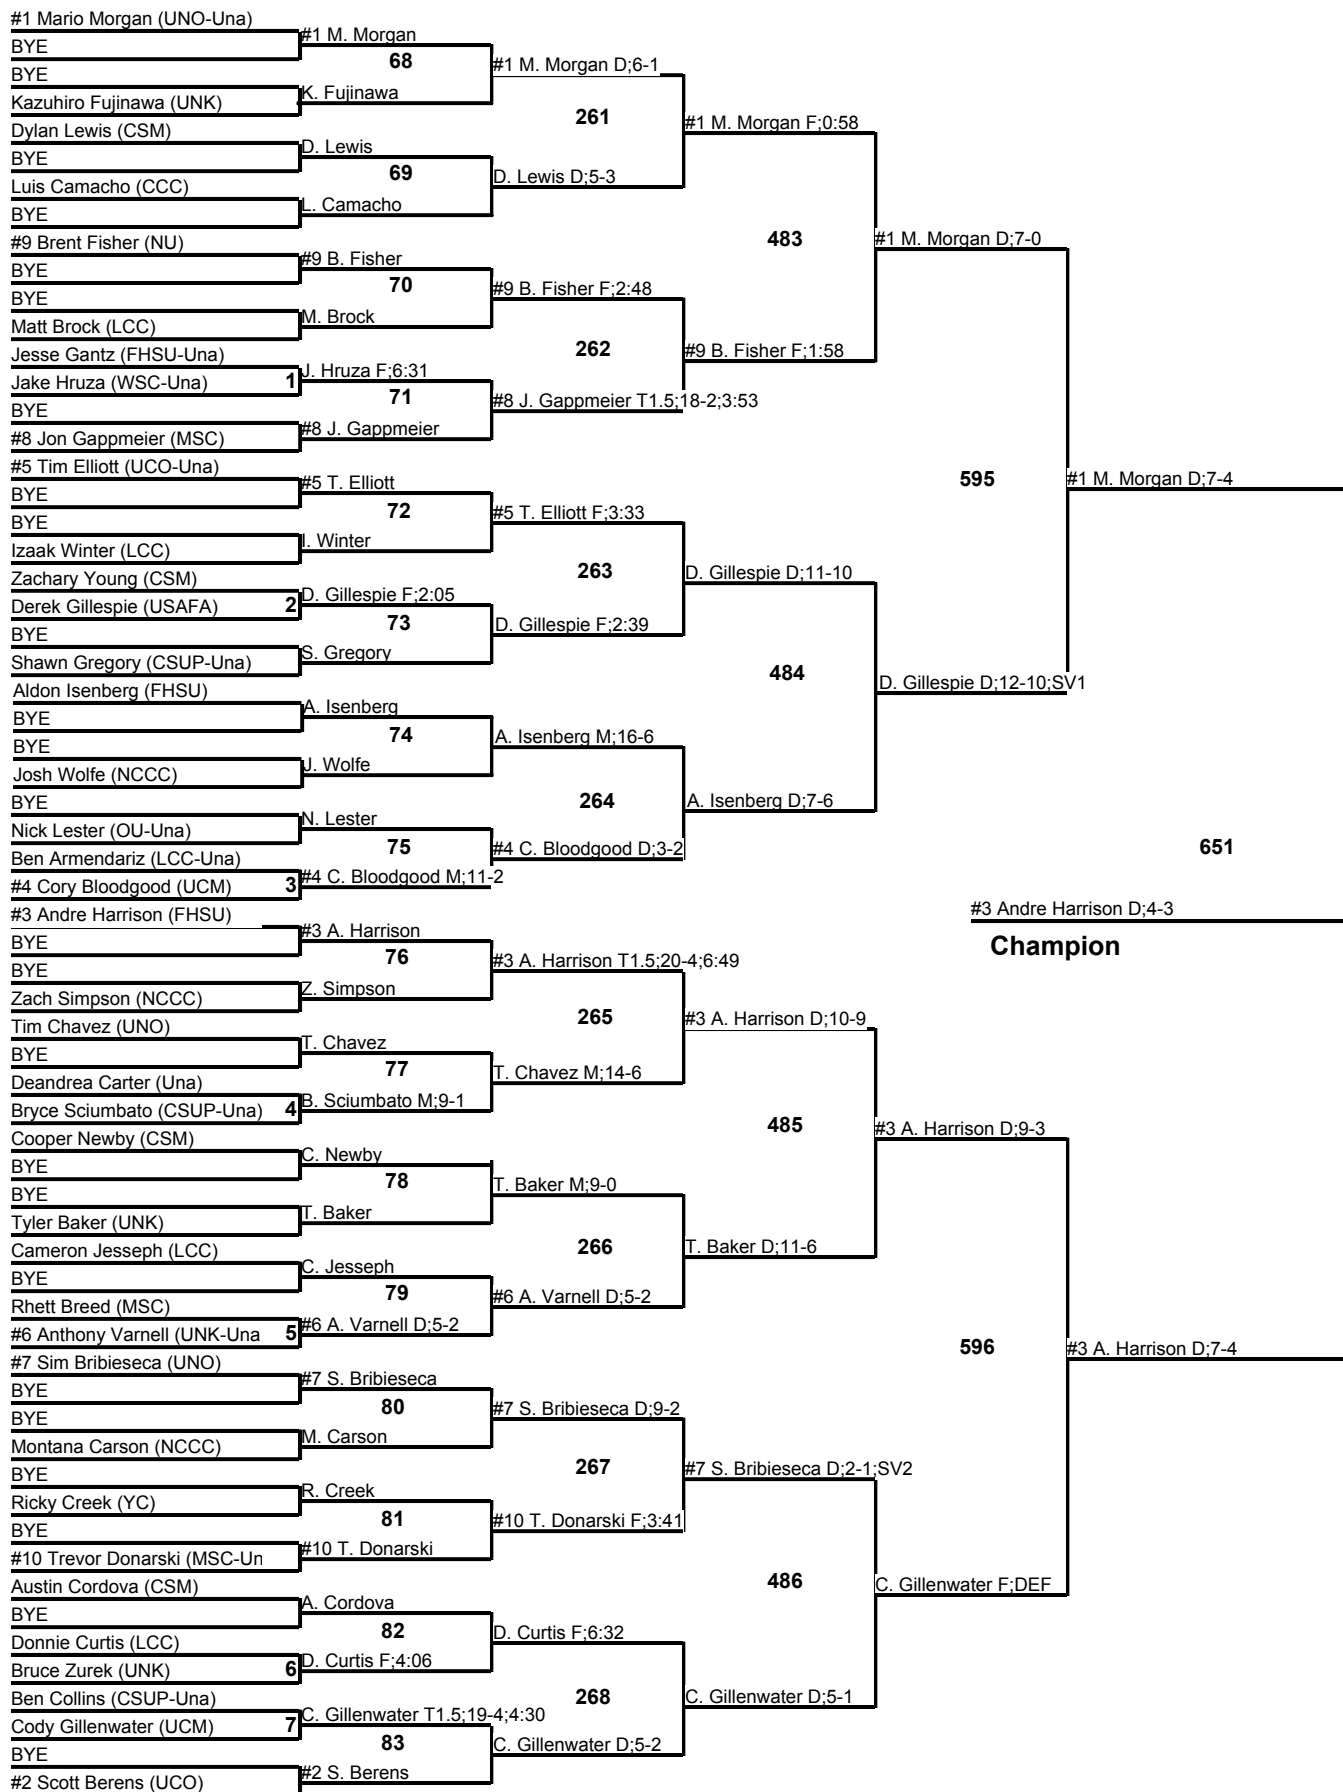 #1 Mario Morgan (UNO-Una)
#1 M. Morgan
BYE
68
#1 M. Morgan D;6-1
BYE
K. Fujinawa
Kazuhiro Fujinawa (UNK)
261
#1 M. Morgan F;0:58
Dylan Lewis (CSM)
D. Lewis
BYE
69
D. Lewis D;5-3
Luis Camacho (CCC)
L. Camacho
BYE
483
#1 M. Morgan D;7-0
#9 Brent Fisher (NU)
#9 B. Fisher
BYE
70
#9 B. Fisher F;2:48
BYE
M. Brock
Matt Brock (LCC)
262
#9 B. Fisher F;1:58
Jesse Gantz (FHSU-Una)
J. Hruza F;6:31
Jake Hruza (WSC-Una) 1
71
#8 J. Gappmeier T1.5;18-2;3:53
BYE
#8 J. Gappmeier
#8 Jon Gappmeier (MSC)
#5 Tim Elliott (UCO-Una)
595
#1 M. Morgan D;7-4
#5 T. Elliott
BYE
72
#5 T. Elliott F;3:33
BYE
I. Winter
Izaak Winter (LCC)
263
D. Gillespie D;11-10
Zachary Young (CSM)
D. Gillespie F;2:05
Derek Gillespie (USAFA) 2
73
D. Gillespie F;2:39
BYE
S. Gregory
Shawn Gregory (CSUP-Una)
484
D. Gillespie D;12-10;SV1
Aldon Isenberg (FHSU)
A. Isenberg
BYE
74
A. Isenberg M;16-6
BYE
J. Wolfe
Josh Wolfe (NCCC)
264
A. Isenberg D;7-6
BYE
N. Lester
Nick Lester (OU-Una)
75
#4 C. Bloodgood D;3-2
651
Ben Armendariz (LCC-Una)
#4 C. Bloodgood M;11-2
#4 Cory Bloodgood (UCM) 3
#3 Andre Harrison D;4-3
Champion
#3 Andre Harrison (FHSU)
#3 A. Harrison
BYE
76
#3 A. Harrison T1.5;20-4;6:49
BYE
Z. Simpson
Zach Simpson (NCCC)
265
#3 A. Harrison D;10-9
Tim Chavez (UNO)
T. Chavez
BYE
77
T. Chavez M;14-6
Deandrea Carter (Una)
B. Sciumbato M;9-1
Bryce Sciumbato (CSUP-Una) 4
485
#3 A. Harrison D;9-3
Cooper Newby (CSM)
C. Newby
BYE
78
T. Baker M;9-0
BYE
T. Baker
Tyler Baker (UNK)
266
T. Baker D;11-6
Cameron Jesseph (LCC)
C. Jesseph
BYE
79
#6 A. Varnell D;5-2
Rhett Breed (MSC)
#6 A. Varnell D;5-2
#6 Anthony Varnell (UNK-Una 5
596
#3 A. Harrison D;7-4
#7 Sim Bribieseca (UNO)
#7 S. Bribieseca
BYE
80
#7 S. Bribieseca D;9-2
BYE
M. Carson
Montana Carson (NCCC)
267
#7 S. Bribieseca D;2-1;SV2
BYE
R. Creek
Ricky Creek (YC)
81
#10 T. Donarski F;3:41
BYE
#10 T. Donarski
#10 Trevor Donarski (MSC-Un
486
C. Gillenwater F;DEF
Austin Cordova (CSM)
A. Cordova
BYE
82
D. Curtis F;6:32
Donnie Curtis (LCC)
D. Curtis F;4:06
Bruce Zurek (UNK) 6
268
C. Gillenwater D;5-1
Ben Collins (CSUP-Una)
C. Gillenwater T1.5;19-4;4:30
Cody Gillenwater (UCM) 7
83
C. Gillenwater D;5-2
BYE
#2 S. Berens
#2 Scott Berens (UCO)